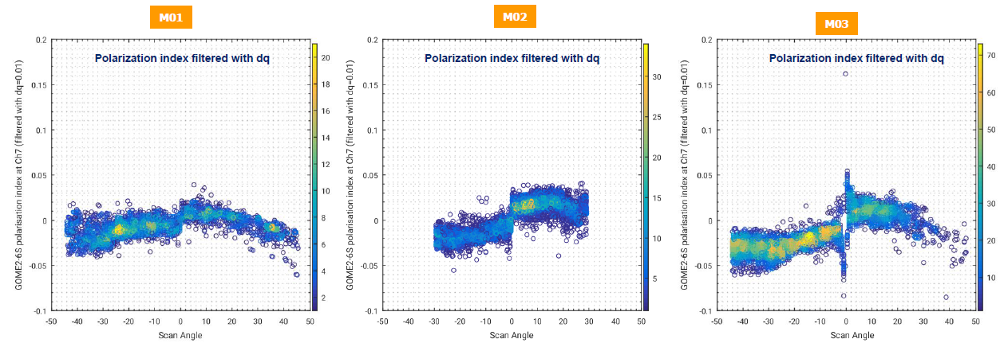 M01
M02
M03
Polarization index filtered with dq
Polarization index filtered with dq
Polarization index filtered with dq
GOME2:6S polarisation index at Ch7 (filtered with dq=0.01)
0.2
0.15
0.1
0.05
0
-0.05
-0.1
-50 -40 -30 -20 -10 0 10 20 30 40 50
Scan Angle
20
18
16
14
12
10
8
6
4
2
GOME2:6S polarisation index at Ch7 (filtered with dq=0.01)
0.2
0.15
0.1
0.05
0
-0.05
-0.1
-50 -40 -30 -20 -10 0 10 20 30 40 50
Scan Angle
30
25
20
15
10
5
GOME2:6S polarisation index at Ch7 (filtered with dq=0.01)
0.2
0.15
0.1
0.05
0
-0.05
-0.1
-50 -40 -30 -20 -10 0 10 20 30 40 50
Scan Angle
70
60
50
40
30
20
10